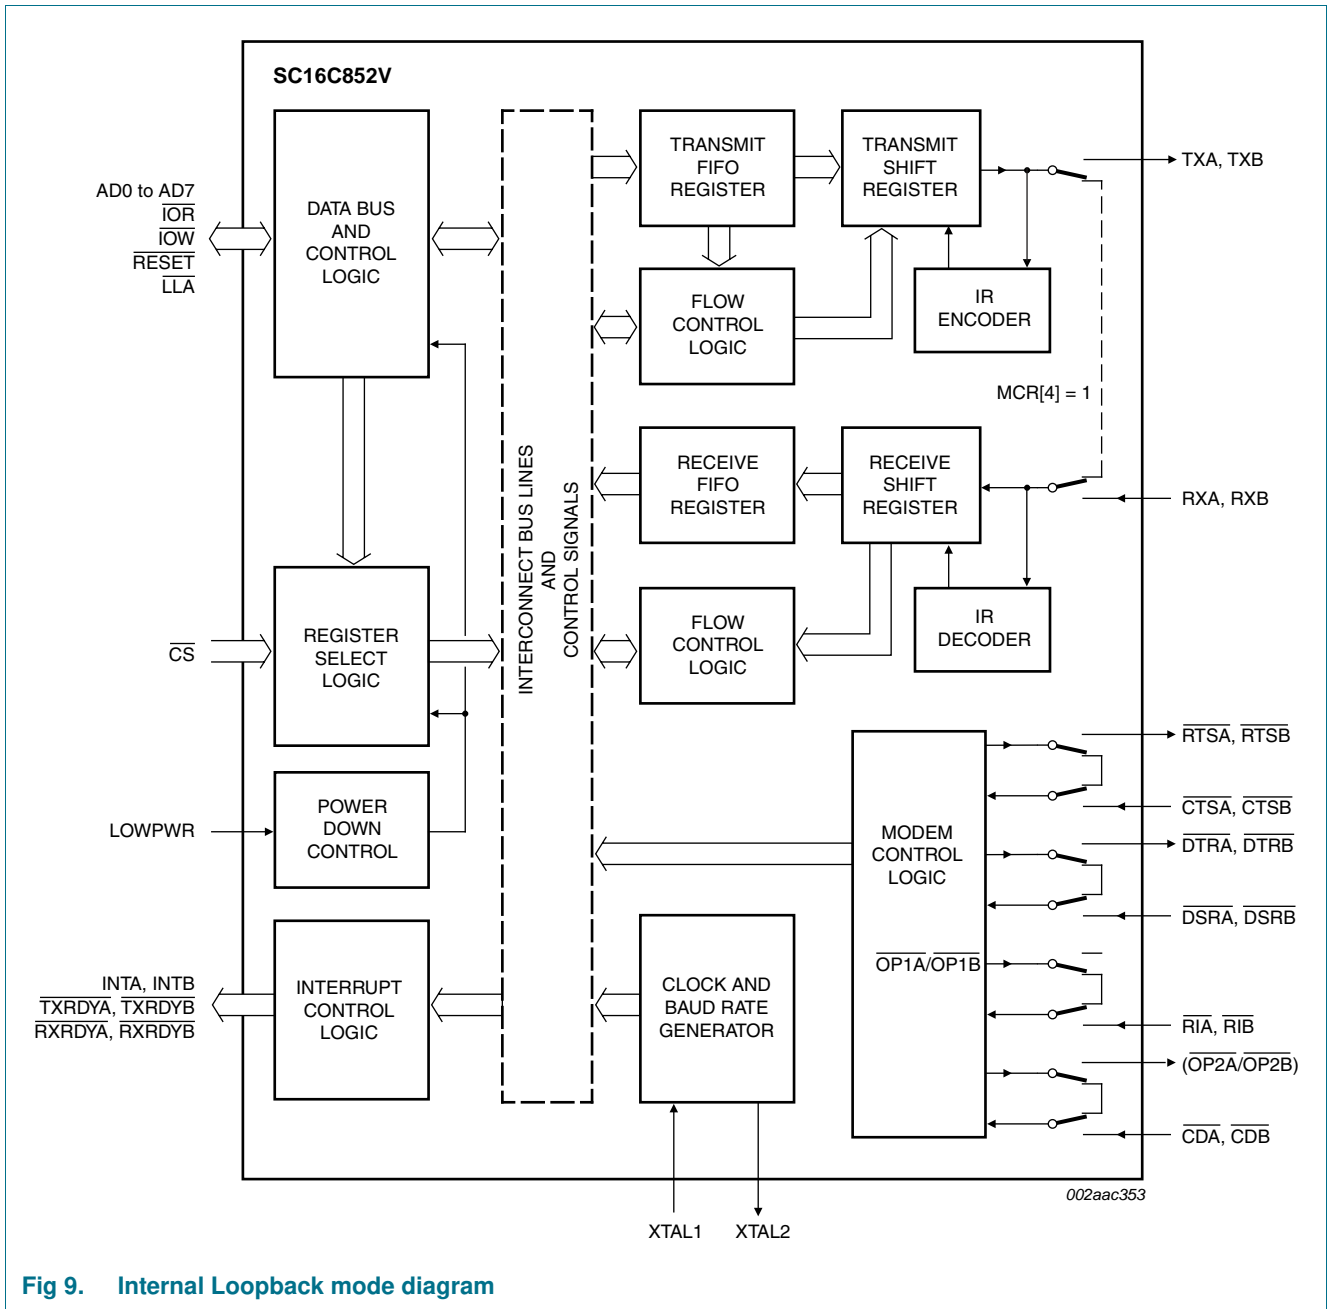 SC16C852V
AD0 to AD7
IOR
IOW
RESET
LLA
DATA BUS
AND
CONTROL
LOGIC
TRANSMIT
FIFO
REGISTER
TRANSMIT
SHIFT
REGISTER
TXA, TXB
FLOW
CONTROL
LOGIC
IR
ENCODER
MCR[4] = 1
INTERCONNECT BUS LINES
AND
CONTROL SIGNALS
RECEIVE
FIFO
REGISTER
RECEIVE
SHIFT
REGISTER
RXA, RXB
FLOW
CONTROL
LOGIC
IR
DECODER
CS
REGISTER
SELECT
LOGIC
LOWPWR
POWER
DOWN
CONTROL
MODEM
CONTROL
LOGIC
OP1A/OP1B
RTSA, RTSB
CTSA, CTSB
DTRA, DTRB
DSRA, DSRB
RIA, RIB
(OP2A/OP2B)
CDA, CDB
INTA, INTB
TXRDYA, TXRDYB
RXRDYA, RXRDYB
INTERRUPT
CONTROL
LOGIC
CLOCK AND
BAUD RATE
GENERATOR
002aac353
XTAL1
XTAL2
Fig 9. Internal Loopback mode diagram